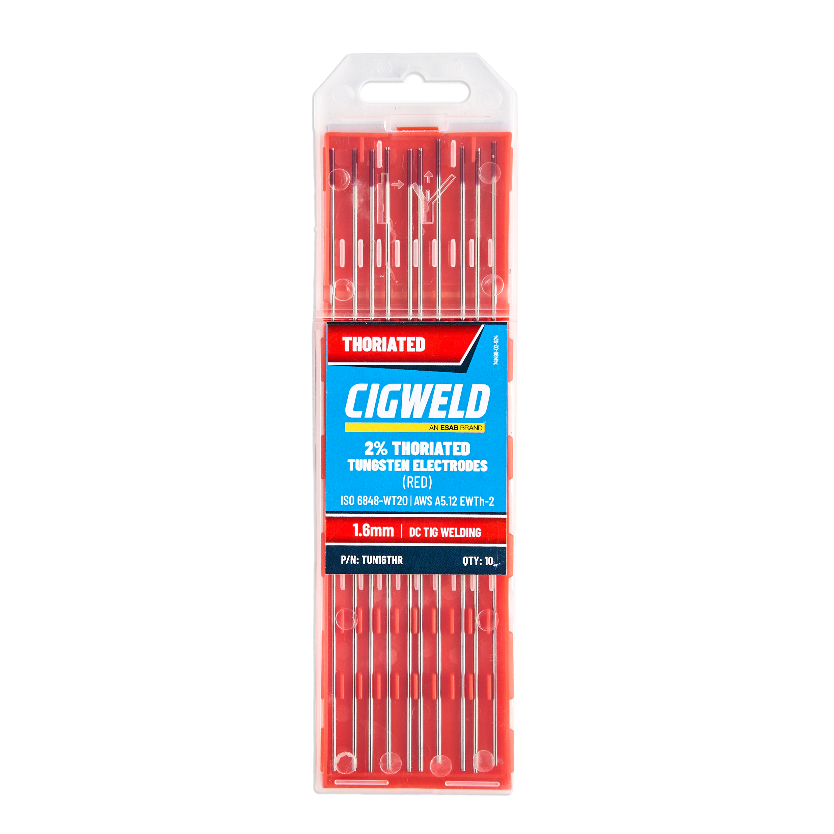 THORIATED
CIGWELD
AN ESAB BRAND
2% THORIATED
TUNGSTEN ELECTRODES
(RED)
ISO 6848-WT20 | AWS A5.12 EWTh-2
1.6mm | DC TIG WELDING
P/N: TUN16THR QTY: 10